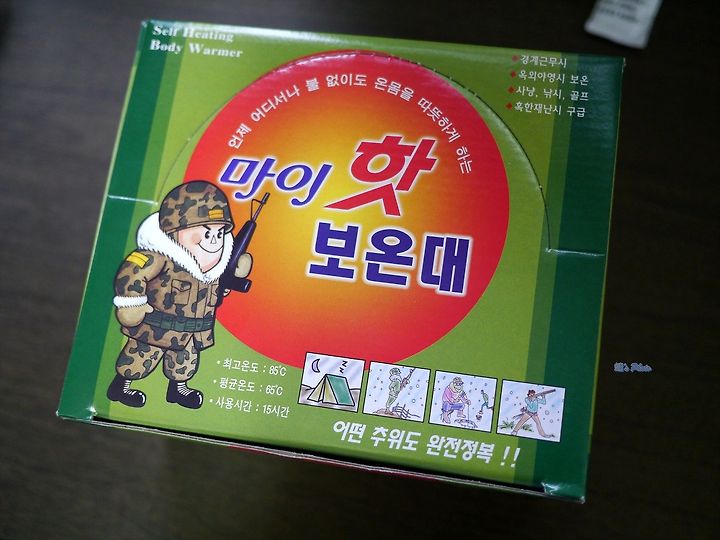 Self Heating
Body Warmer
경계근무시
옥외야영시 보온
사냥, 낚시, 골프
혹한재난시 구급
언제 어디서나 불 없이도 온몸을 따뜻하게 하는
마이 핫
보온대
· 최고온도 : 85℃
· 평균온도 : 65℃
· 사용시간 : 15시간
z z z
어떤 추위도 완전정복 !!